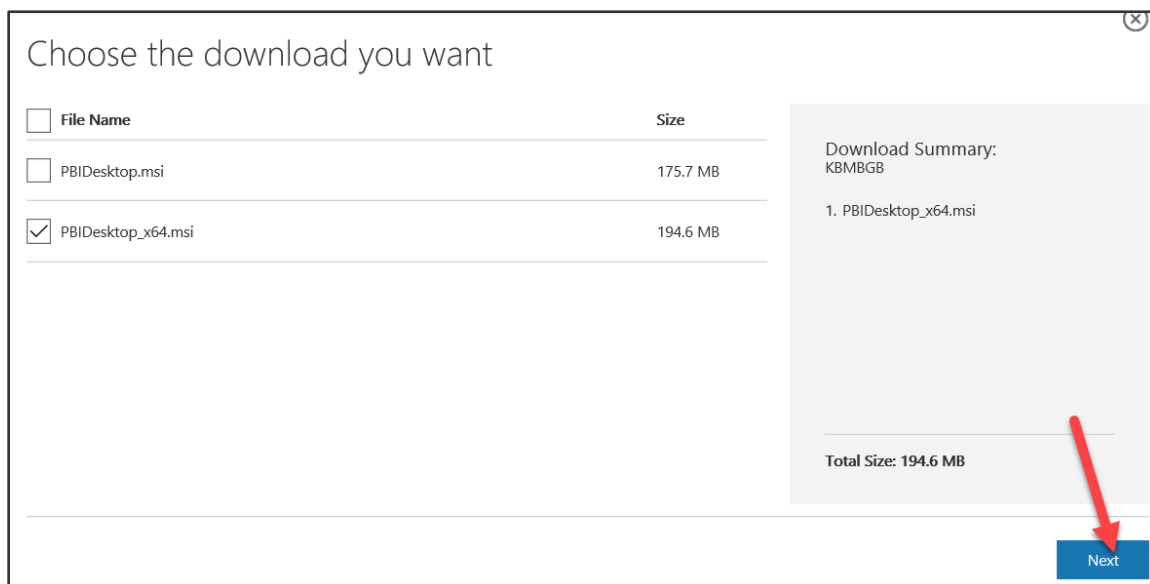 Choose the download you want
File Name Size
PBIDesktop.msi 175.7 MB
PBIDesktop_x64.msi 194.6 MB
Download Summary:
KBMBGB
1. PBIDesktop_x64.msi
Total Size: 194.6 MB
Next